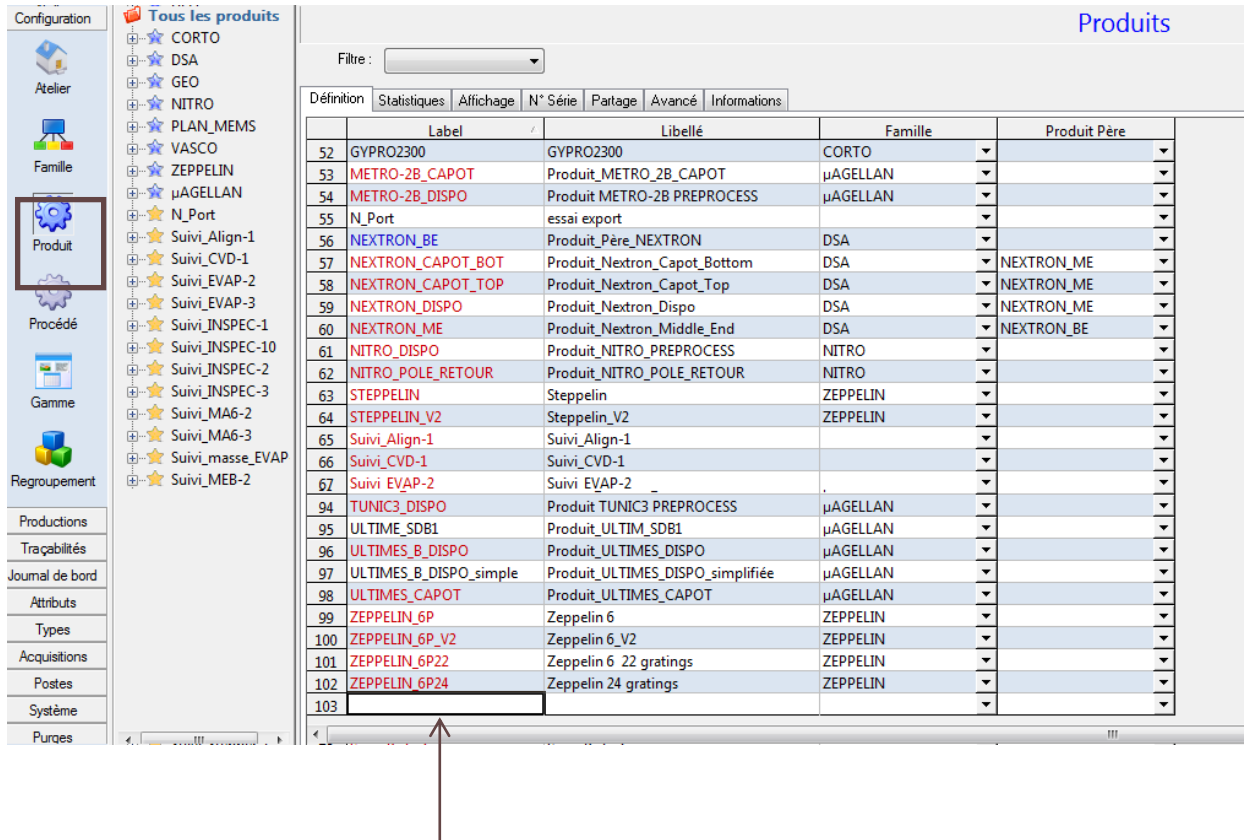 Configuration
Atelier
Famille
Produit
Procédé
Gamme
Regroupement
Productions
Traçabilités
Journal de bord
Attributs
Types
Acquisitions
Postes
Système
Purges
Tous les produits
CORTO
DSA
GEO
NITRO
PLAN_MEMS
VASCO
ZEPPELIN
µAGELLAN
N_Port
Suivi_Align-1
Suivi_CVD-1
Suivi_EVAP-2
Suivi_EVAP-3
Suivi_INSPEC-1
Suivi_INSPEC-10
Suivi_INSPEC-2
Suivi_INSPEC-3
Suivi_MA6-2
Suivi_MA6-3
Suivi_masse_EVAP
Suivi_MEB-2
Produits
Filtre :
Définition Statistiques Affichage N° Série Partage Avancé Informations
Label Libellé Famille Produit Père
52 GYPRO2300 GYPRO2300 CORTO
53 METRO-2B_CAPOT Produit_METRO_2B_CAPOT µAGELLAN
54 METRO-2B_DISPO Produit METRO-2B PREPROCESS µAGELLAN
55 N_Port essai export
56 NEXTRON_BE Produit_Père_NEXTRON DSA
57 NEXTRON_CAPOT_BOT Produit_Nextron_Capot_Bottom DSA NEXTRON_ME
58 NEXTRON_CAPOT_TOP Produit_Nextron_Capot_Top DSA NEXTRON_ME
59 NEXTRON_DISPO Produit_Nextron_Dispo DSA NEXTRON_ME
60 NEXTRON_ME Produit_Nextron_Middle_End DSA NEXTRON_BE
61 NITRO_DISPO Produit_NITRO_PREPROCESS NITRO
62 NITRO_POLE_RETOUR Produit_NITRO_POLE_RETOUR NITRO
63 STEPPELIN Steppelin ZEPPELIN
64 STEPPELIN_V2 Steppelin_V2 ZEPPELIN
65 Suivi_Align-1 Suivi_Align-1
66 Suivi_CVD-1 Suivi_CVD-1
67 Suivi EVAP-2 Suivi EVAP-2
94 TUNIC3_DISPO Produit TUNIC3 PREPROCESS µAGELLAN
95 ULTIME_SDB1 Produit_ULTIM_SDB1 µAGELLAN
96 ULTIMES_B_DISPO Produit_ULTIMES_DISPO µAGELLAN
97 ULTIMES_B_DISPO_simple Produit_ULTIMES_DISPO_simplifiée µAGELLAN
98 ULTIMES_CAPOT Produit_ULTIMES_CAPOT µAGELLAN
99 ZEPPELIN_6P Zeppelin 6 ZEPPELIN
100 ZEPPELIN_6P_V2 Zeppelin 6_V2 ZEPPELIN
101 ZEPPELIN_6P22 Zeppelin 6 22 gratings ZEPPELIN
102 ZEPPELIN_6P24 Zeppelin 24 gratings ZEPPELIN
103